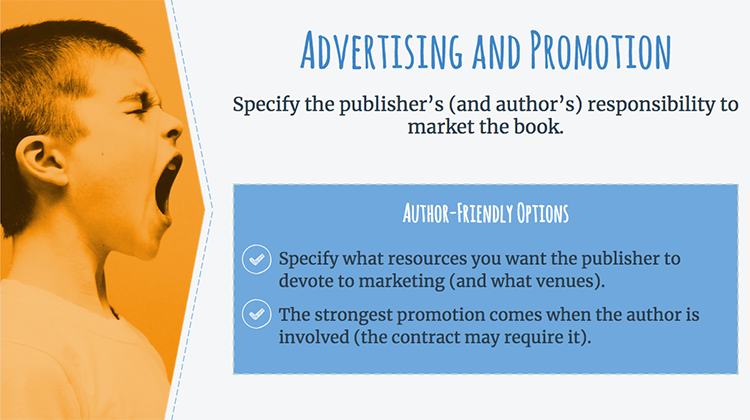 Advertising and Promotion
Specify the publisher’s (and author’s) responsibility to
market the book.
Author-Friendly Options
Specify what resources you want the publisher to
devote to marketing (and what venues).
The strongest promotion comes when the author is
involved (the contract may require it).